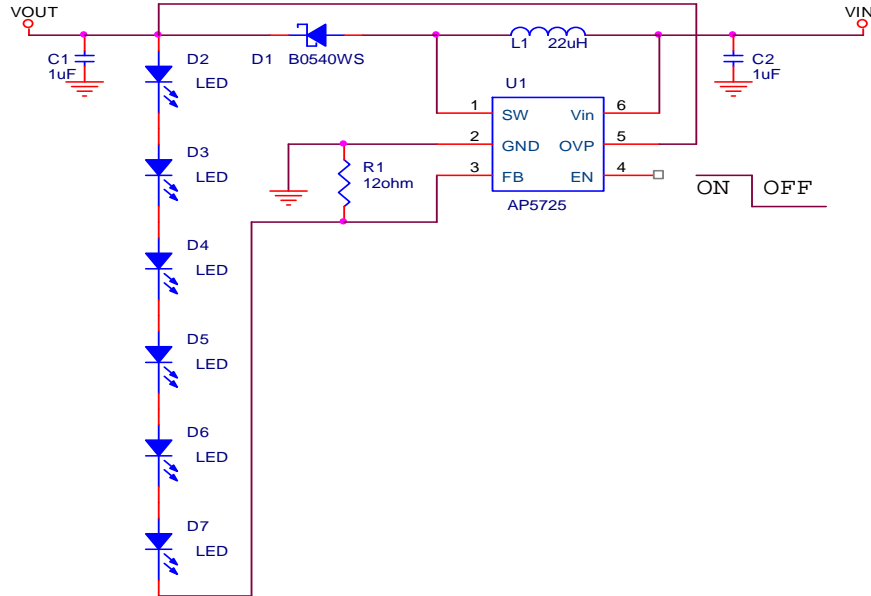 VOUT
VIN
C1
1uF
D2
LED
D1
B0540WS
L1
22uH
C2
1uF
U1
1
SW
Vin
6
2
GND
OVP
5
3
FB
EN
4
AP5725
R1
12ohm
ON
OFF
D3
LED
D4
LED
D5
LED
D6
LED
D7
LED